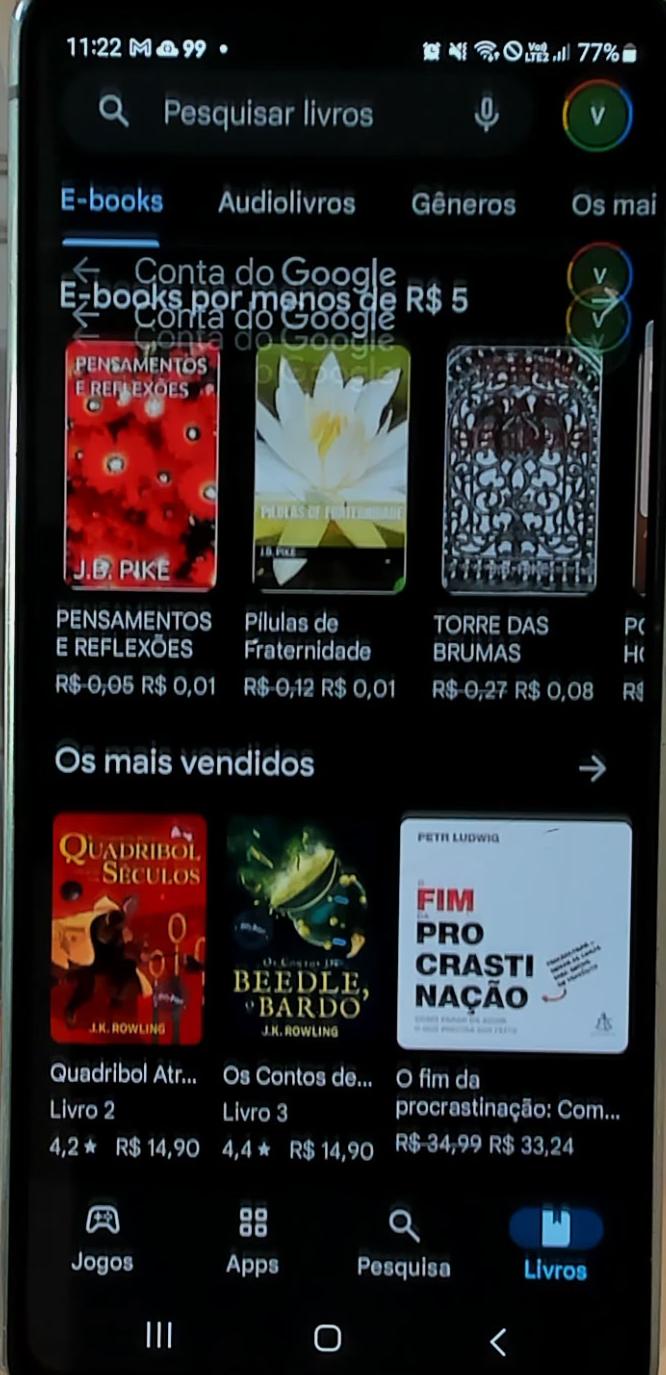 11:22 99 77%
Pesquisar livros V
E-books Audiolivros Gêneros Os mai
Conta do Google V
E-books por menos de R$ 5
Conta do Google V
Conta do Google
o Google
PENSAMENTOS
E REFLEXÕES
J.B. PIKE
PÍLULAS DE FRATERNIDADE
J.B. PIKE
PENSAMENTOS
E REFLEXÕES
R$ 0,05 R$ 0,01
Pílulas de
Fraternidade
R$ 0,12 R$ 0,01
TORRE DAS
BRUMAS
R$ 0,27 R$ 0,08
Os mais vendidos
QUADRIBOL
SÉCULOS
J.K. ROWLING
OS CONTOS DE
BEEDLE,
O BARDO
J.K. ROWLING
PETR LUDWIG
O
FIM
DA
PRO
CRASTI
NAÇÃO
Quadribol Atr...
Livro 2
4,2★ R$ 14,90
Os Contos de...
Livro 3
4,4★ R$ 14,90
O fim da
procrastinação: Com...
R$ 34,99 R$ 33,24
Jogos Apps Pesquisa Livros